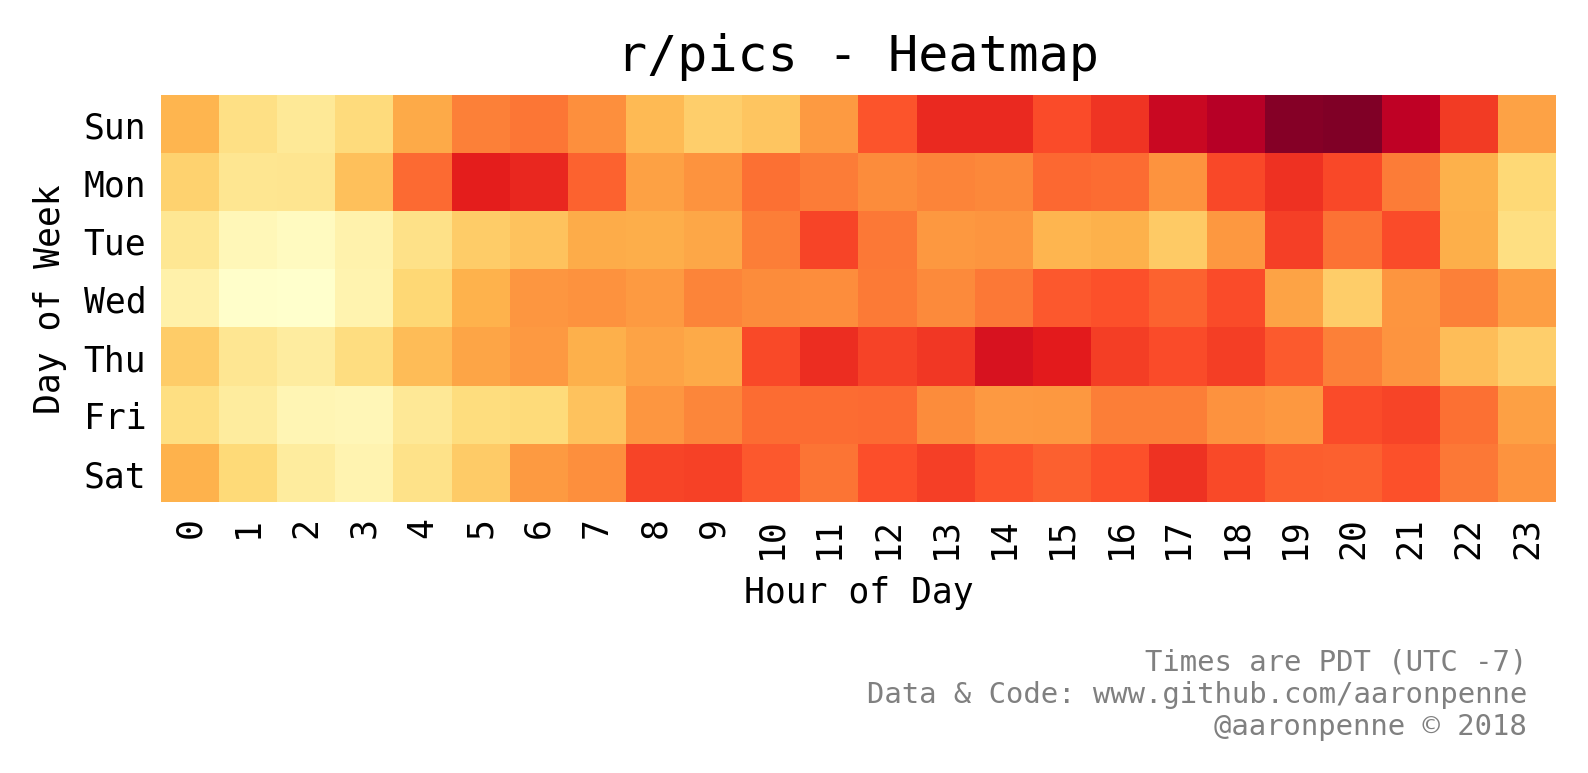 r/pics - Heatmap
Day of Week
Sun
Mon
Tue
Wed
Thu
Fri
Sat
0 1 2 3 4 5 6 7 8 9 10 11 12 13 14 15 16 17 18 19 20 21 22 23
Hour of Day
Times are PDT (UTC -7)
Data & Code: www.github.com/aaronpenne
@aaronpenne © 2018